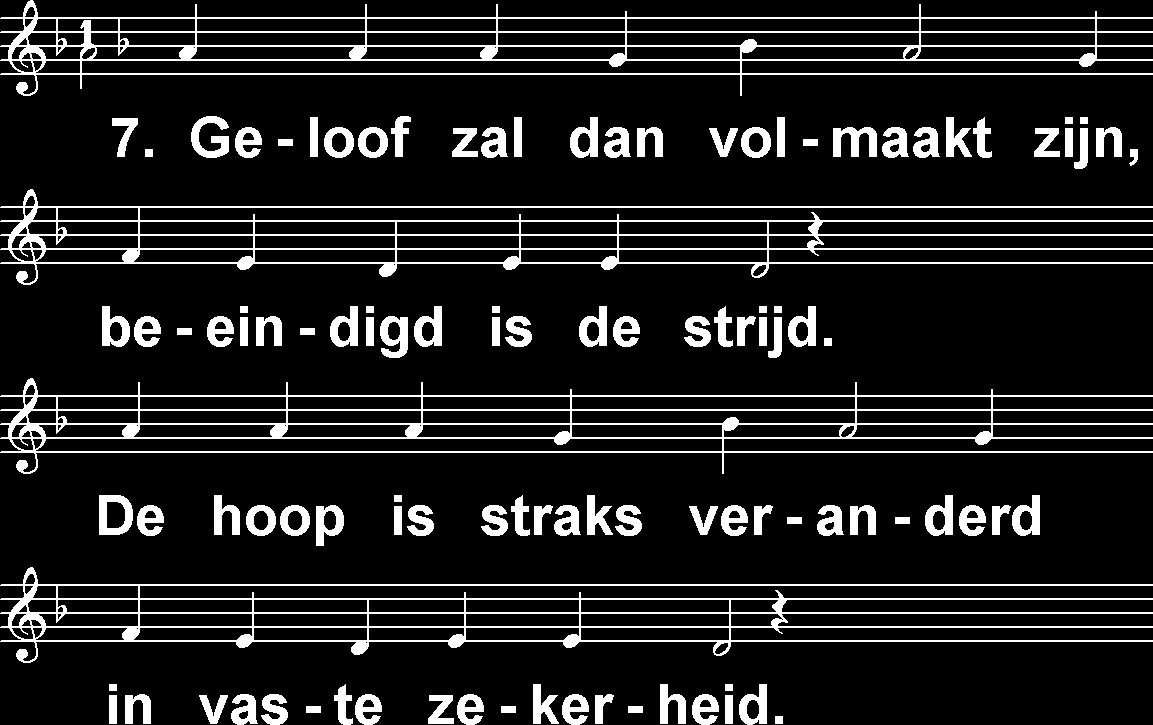 7. Ge - loof zal dan vol - maakt zijn,
be - ein - digd is de strijd.
De hoop is straks ver - an - derd
in vas - te ze - ker - heid.